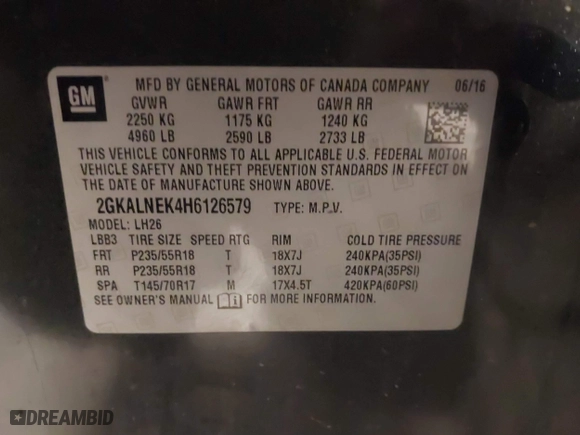 GM
MFD BY GENERAL MOTORS OF CANADA COMPANY 06/16
GVWR GAWR FRT GAWR RR
2250 KG 1175 KG 1240 KG
4960 LB 2590 LB 2733 LB
THIS VEHICLE CONFORMS TO ALL APPLICABLE U.S. FEDERAL MOTOR
VEHICLE SAFETY AND THEFT PREVENTION STANDARDS IN EFFECT ON
THE DATE OF MANUFACTURE SHOWN ABOVE.
2GKALNEK4H6126579 TYPE: M.P.V.
MODEL: LH26
LBB3 TIRE SIZE SPEED RTG RIM COLD TIRE PRESSURE
FRT P235/55R18 T 18X7J 240KPA(35PSI)
RR P235/55R18 T 18X7J 240KPA(35PSI)
SPA T145/70R17 M 17X4.5T 420KPA(60PSI)
SEE OWNER'S MANUAL FOR MORE INFORMATION.
DREAMBID